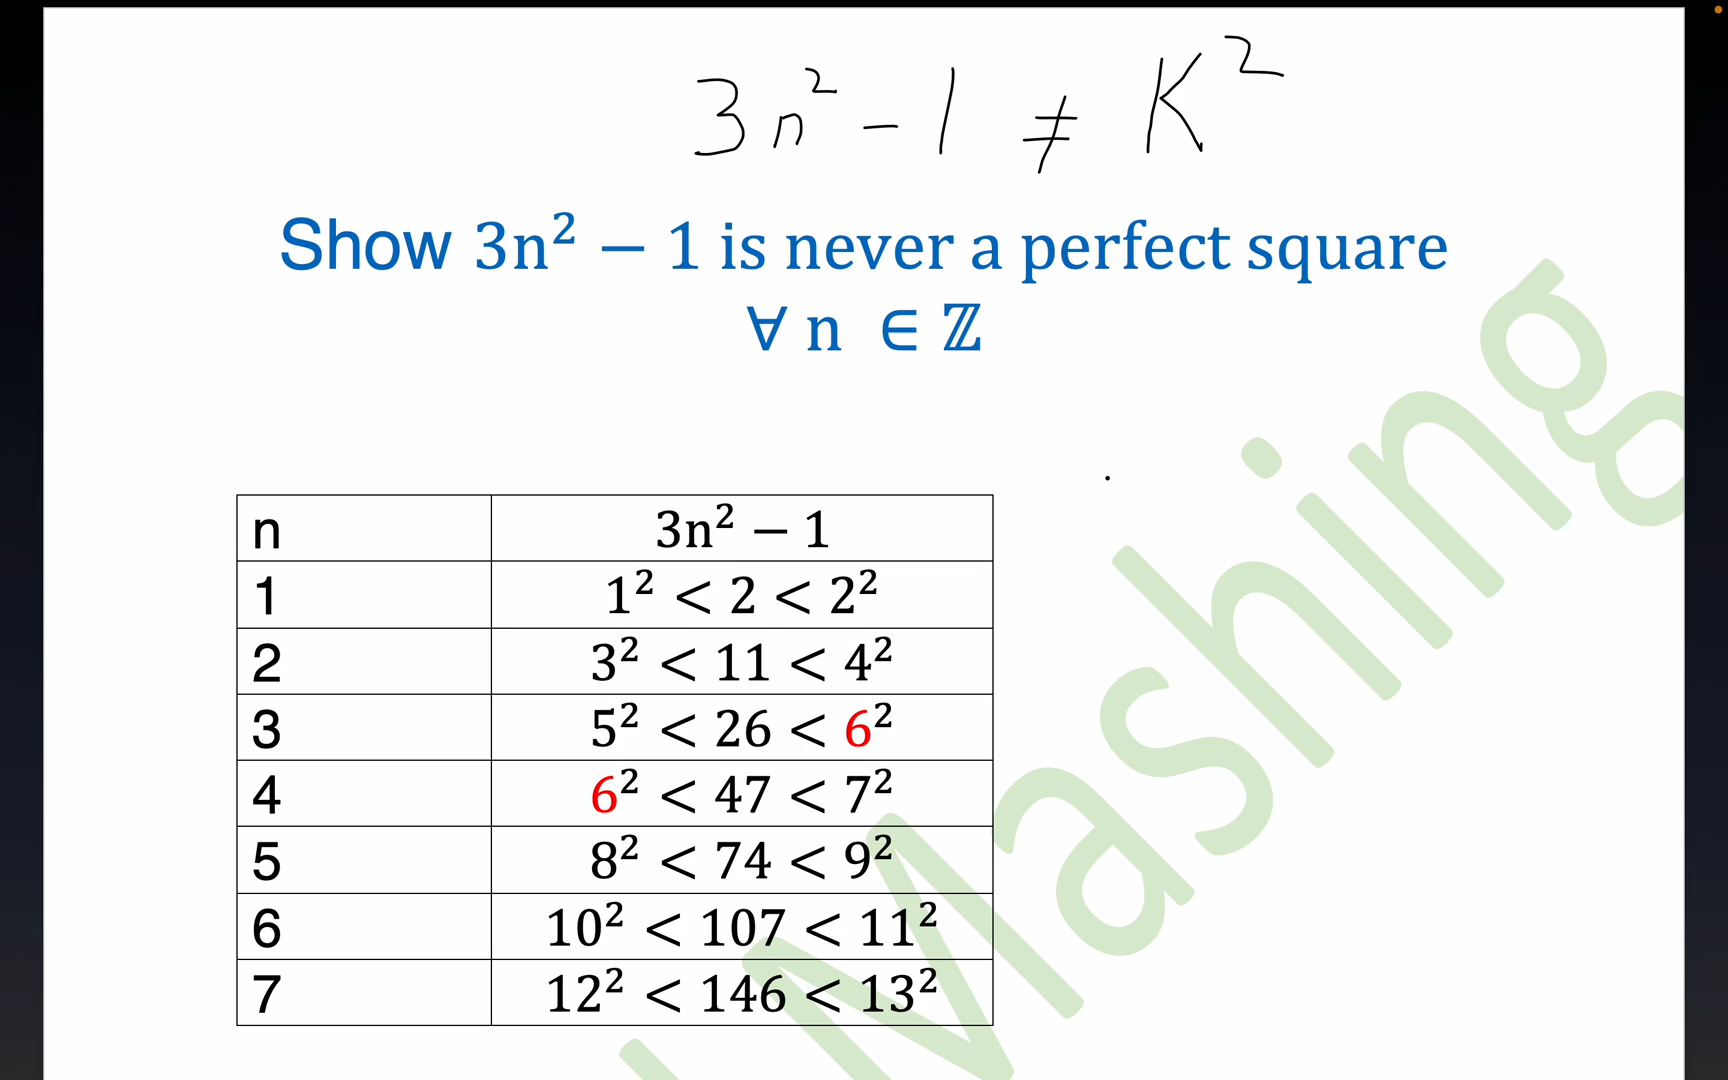 3n² − 1 ≠ K²
Show 3n² − 1 is never a perfect square
∀ n ∈ ℤ
n 3n² − 1
1 1² < 2 < 2²
2 3² < 11 < 4²
3 5² < 26 < 6²
4 6² < 47 < 7²
5 8² < 74 < 9²
6 10² < 107 < 11²
7 12² < 146 < 13²
Mashing